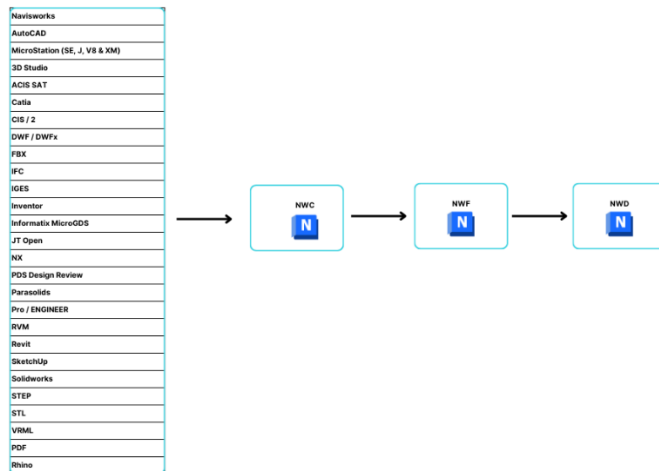 Navisworks
AutoCAD
MicroStation (SE, J, V8 & XM)
3D Studio
ACIS SAT
Catia
CIS / 2
DWF / DWFx
FBX
IFC
IGES
Inventor
Informatix MicroGDS
JT Open
NX
PDS Design Review
Parasolids
Pro / ENGINEER
RVM
Revit
SketchUp
Solidworks
STEP
STL
VRML
PDF
Rhino
NWC
N
NWF
N
NWD
N